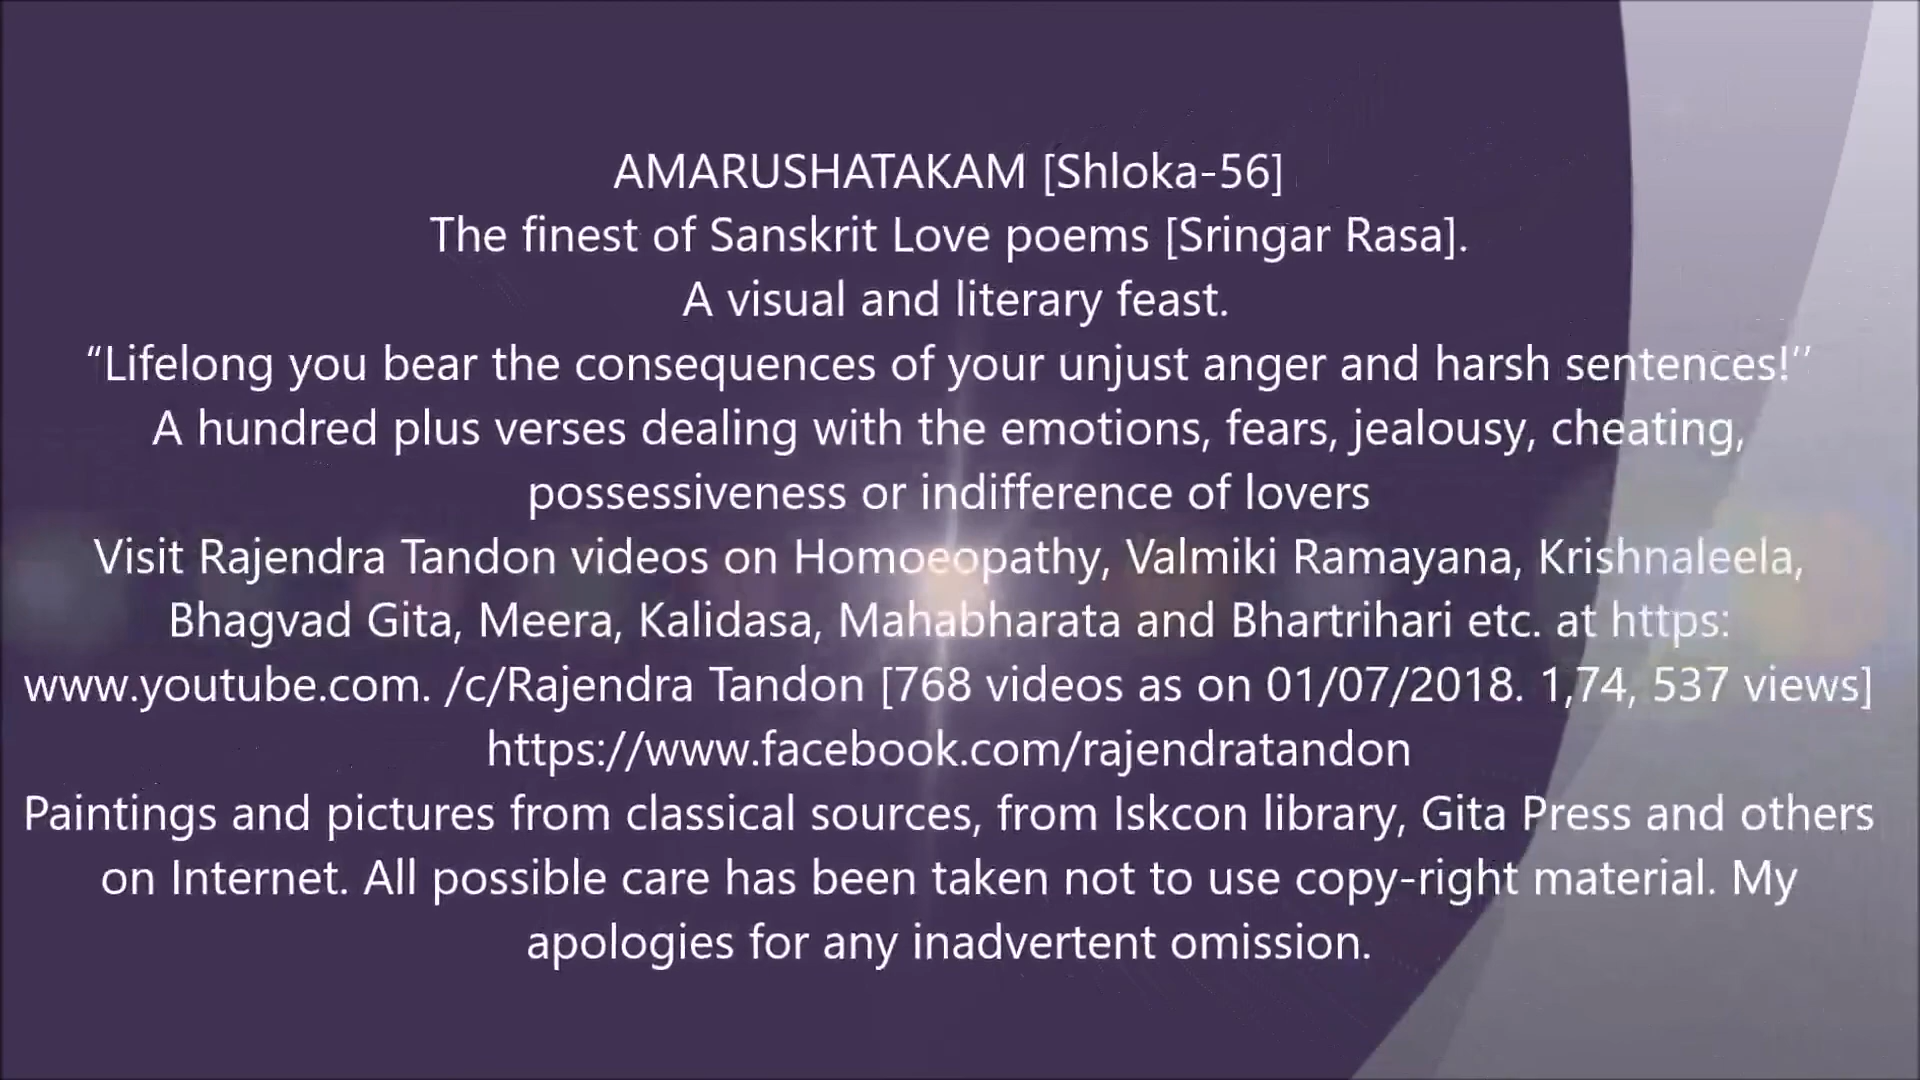 AMARUSHATAKAM [Shloka-56]
The finest of Sanskrit Love poems [Sringar Rasa].
A visual and literary feast.
“Lifelong you bear the consequences of your unjust anger and harsh sentences!’’
A hundred plus verses dealing with the emotions, fears, jealousy, cheating,
possessiveness or indifference of lovers
Visit Rajendra Tandon videos on Homoeopathy, Valmiki Ramayana, Krishnaleela,
Bhagvad Gita, Meera, Kalidasa, Mahabharata and Bhartrihari etc. at https:
www.youtube.com. /c/Rajendra Tandon [768 videos as on 01/07/2018. 1,74, 537 views]
https://www.facebook.com/rajendratandon
Paintings and pictures from classical sources, from Iskcon library, Gita Press and others
on Internet. All possible care has been taken not to use copy-right material. My
apologies for any inadvertent omission.